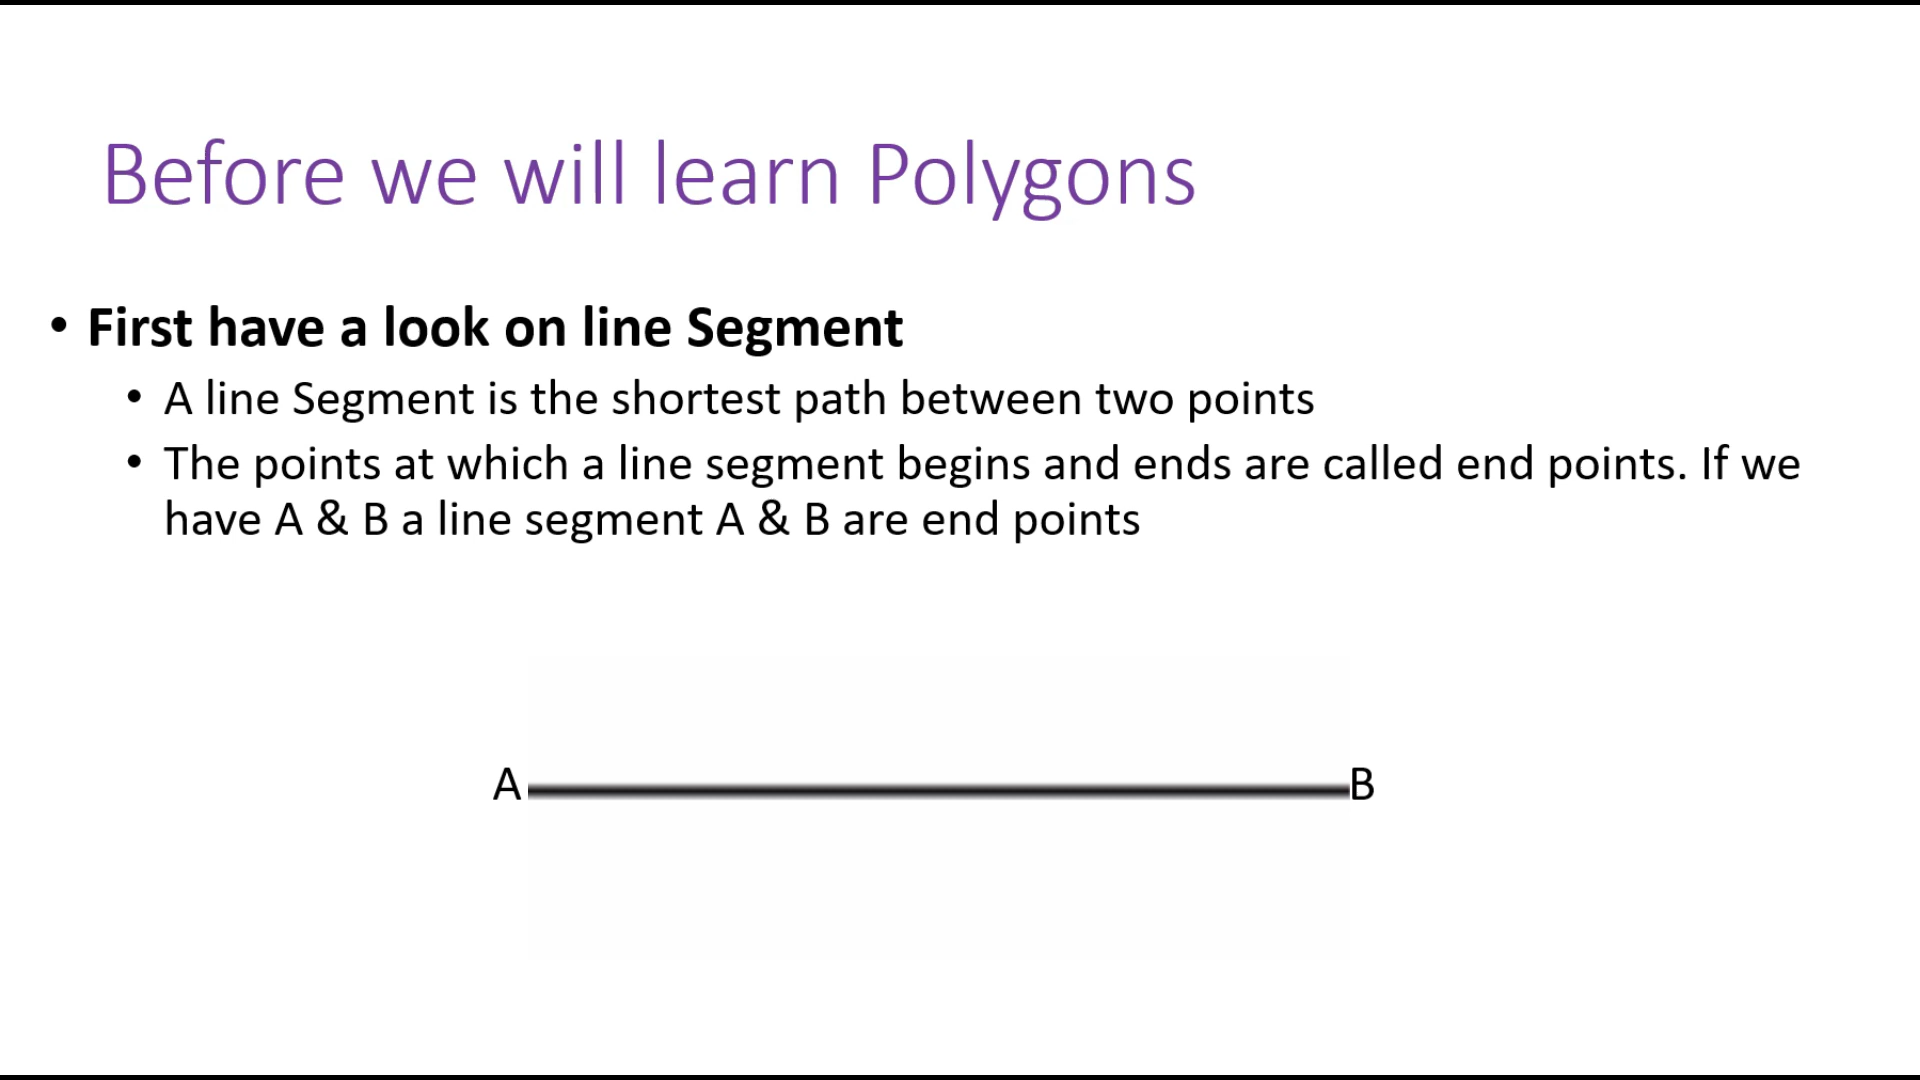 Before we will learn Polygons
• First have a look on line Segment
• A line Segment is the shortest path between two points
• The points at which a line segment begins and ends are called end points. If we
have A & B a line segment A & B are end points
A B